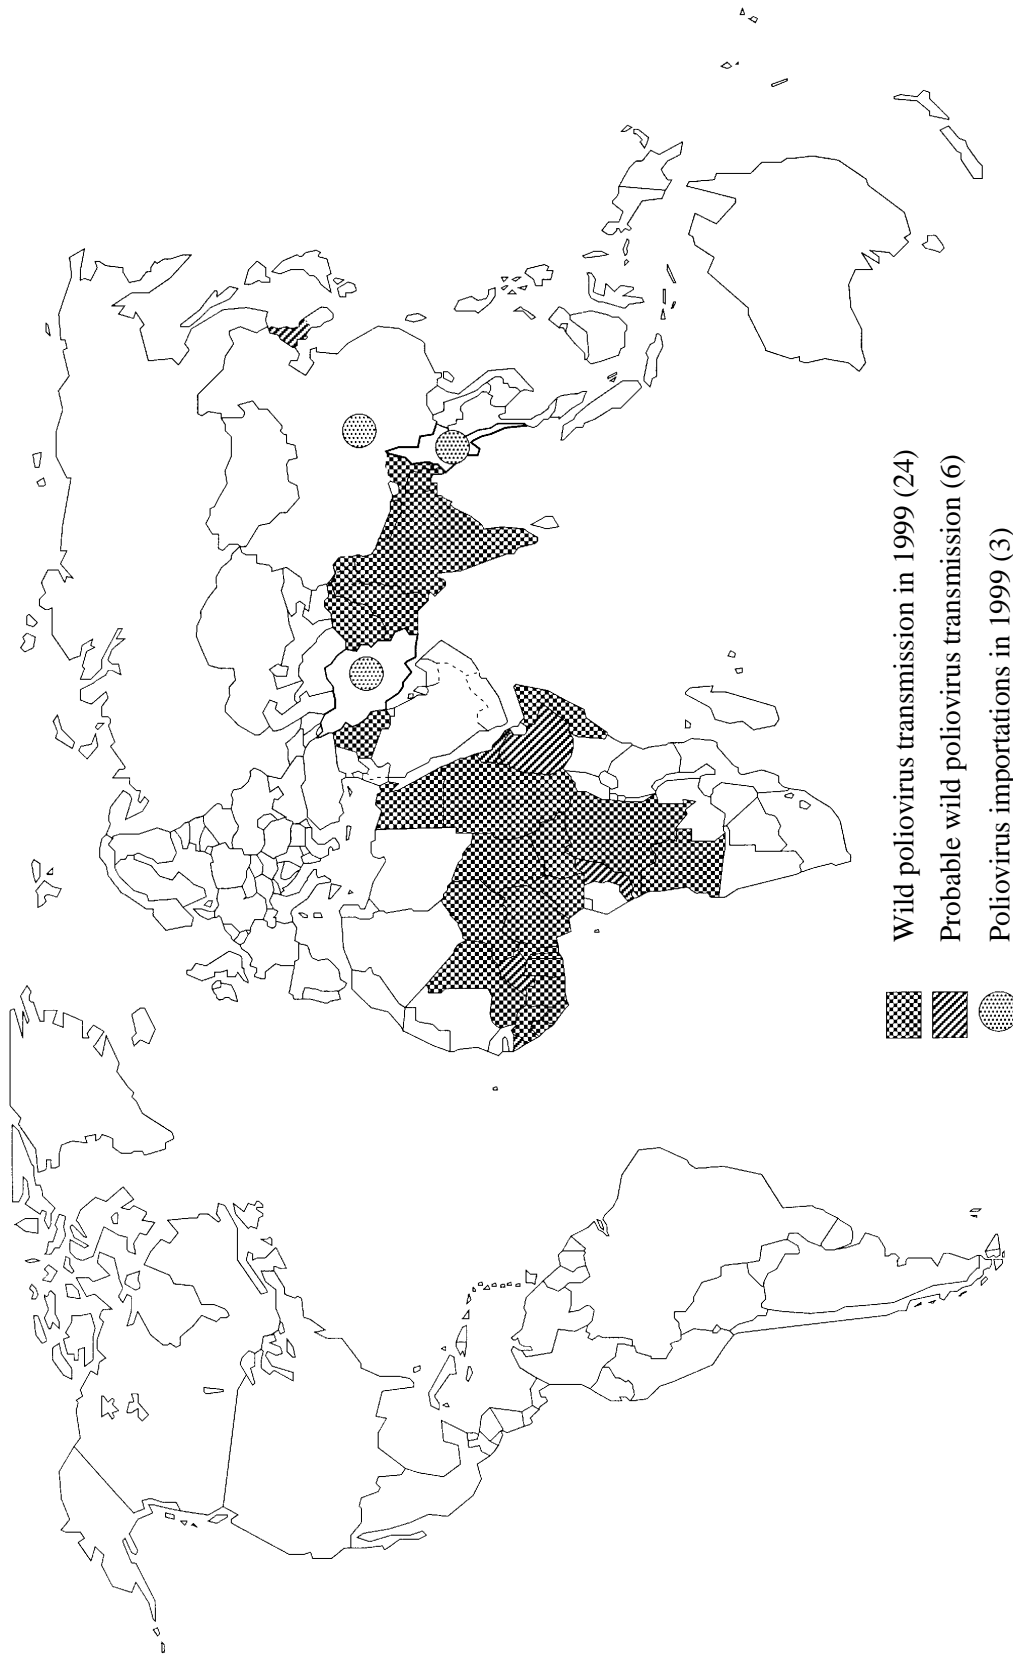 Wild poliovirus transmission in 1999 (24)
Probable wild poliovirus transmission (6)
Poliovirus importations in 1999 (3)